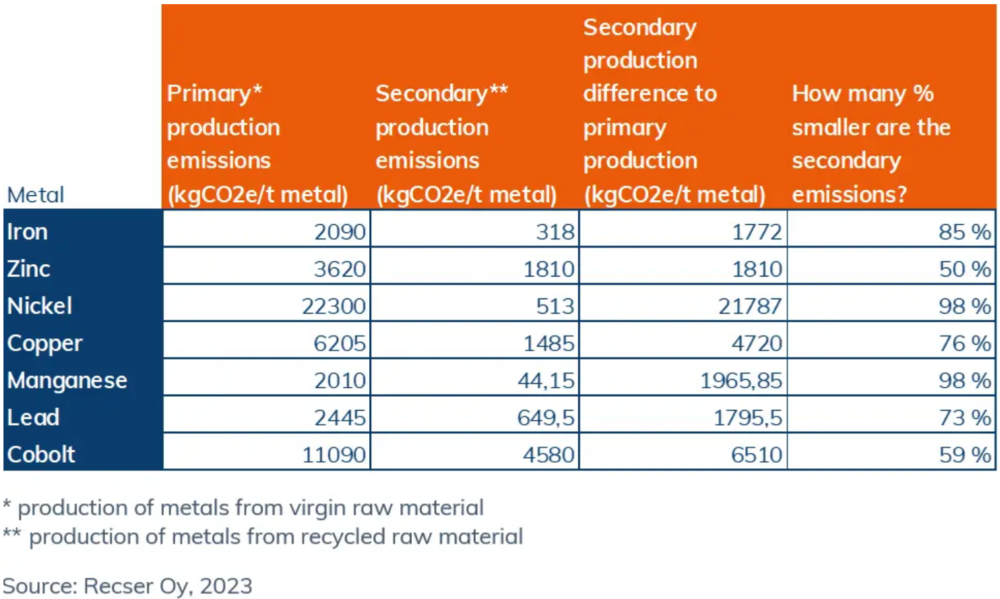 Metal
Primary*
production
emissions
(kgCO2e/t metal)
Secondary**
production
emissions
(kgCO2e/t metal)
Secondary
production
difference to
primary
production
(kgCO2e/t metal)
How many %
smaller are the
secondary
emissions?
Iron 2090 318 1772 85 %
Zinc 3620 1810 1810 50 %
Nickel 22300 513 21787 98 %
Copper 6205 1485 4720 76 %
Manganese 2010 44,15 1965,85 98 %
Lead 2445 649,5 1795,5 73 %
Cobolt 11090 4580 6510 59 %
* production of metals from virgin raw material
** production of metals from recycled raw material
Source: Recser Oy, 2023